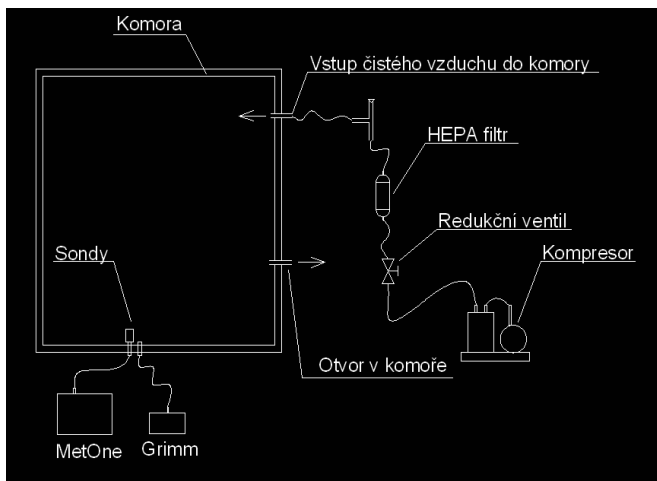 Komora
Vstup čistého vzduchu do komory
HEPA filtr
Redukční ventil
Sondy
Kompresor
Otvor v komoře
MetOne
Grimm